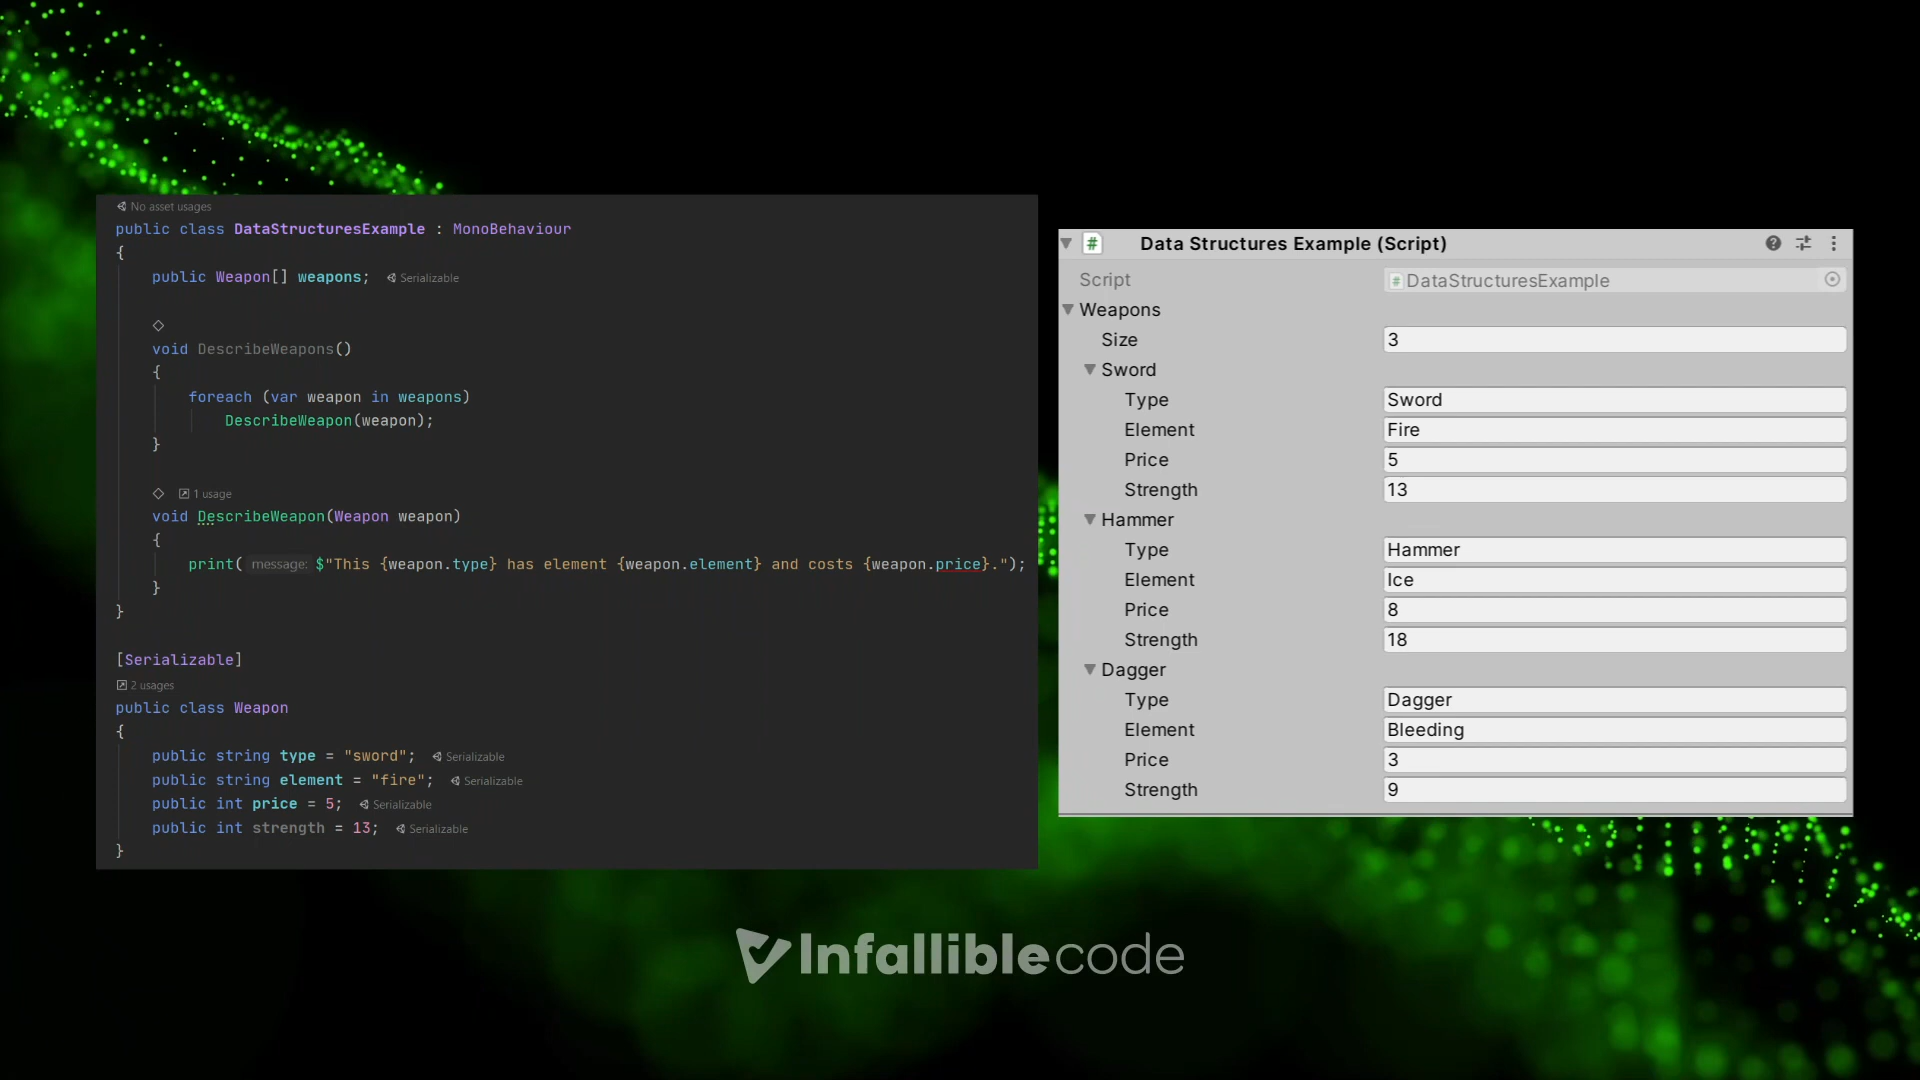 No asset usages
public class DataStructuresExample : MonoBehaviour
{
public Weapon[] weapons; Serializable
void DescribeWeapons()
{
foreach (var weapon in weapons)
DescribeWeapon(weapon);
}
1 usage
void DescribeWeapon(Weapon weapon)
{
print( message: $"This {weapon.type} has element {weapon.element} and costs {weapon.price}.");
}
}
[Serializable]
2 usages
public class Weapon
{
public string type = "sword"; Serializable
public string element = "fire"; Serializable
public int price = 5; Serializable
public int strength = 13; Serializable
}
# Data Structures Example (Script)
Script # DataStructuresExample
Weapons
Size 3
Sword
Type Sword
Element Fire
Price 5
Strength 13
Hammer
Type Hammer
Element Ice
Price 8
Strength 18
Dagger
Type Dagger
Element Bleeding
Price 3
Strength 9
Infalliblecode